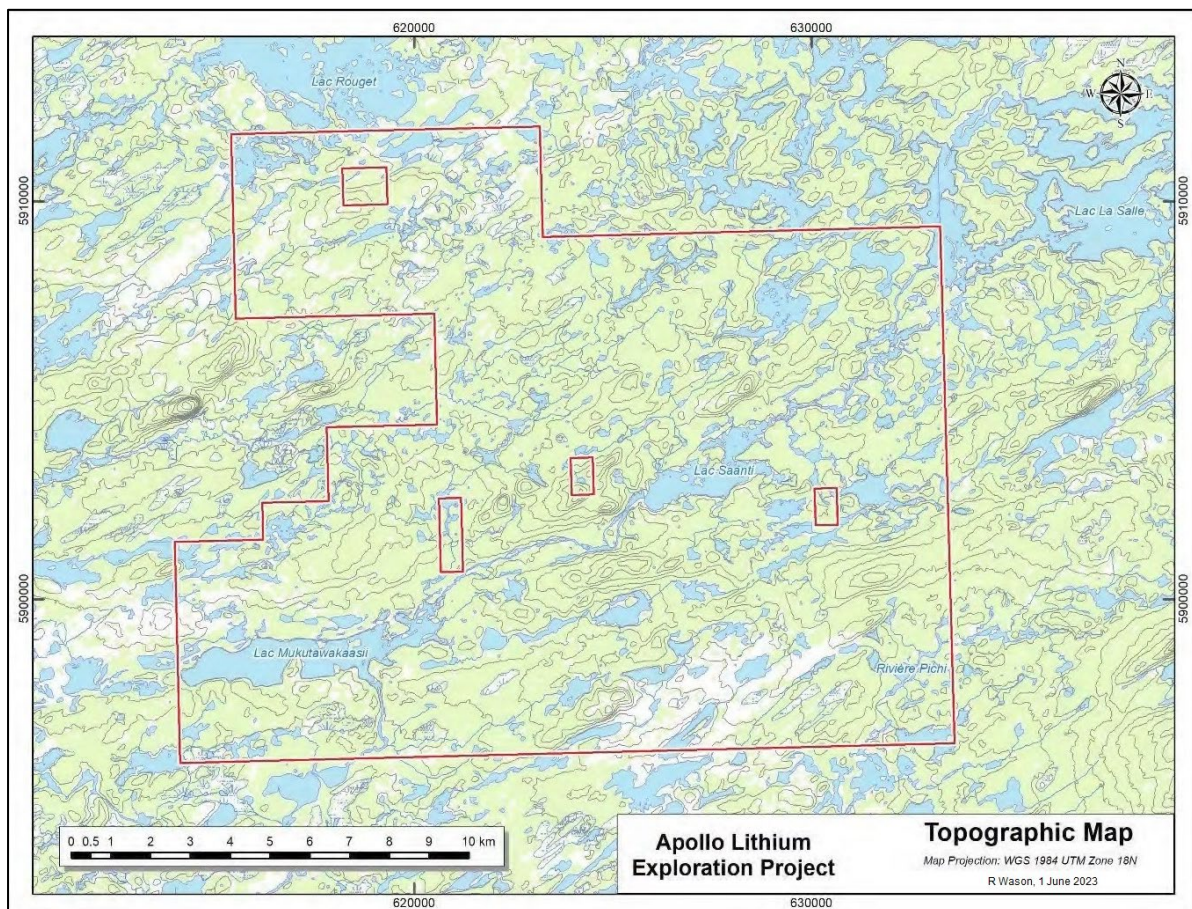 620000
630000
Lac Rouget
N
W
E
S
5910000
5910000
Lac La Salle
Lac Saanti
5900000
5900000
Lac Mukutawakaasii
Rivière Pichi
0 0.5 1 2 3 4 5 6 7 8 9 10 km
Apollo Lithium
Exploration Project
Topographic Map
Map Projection: WGS 1984 UTM Zone 18N
R Wason, 1 June 2023
620000
630000